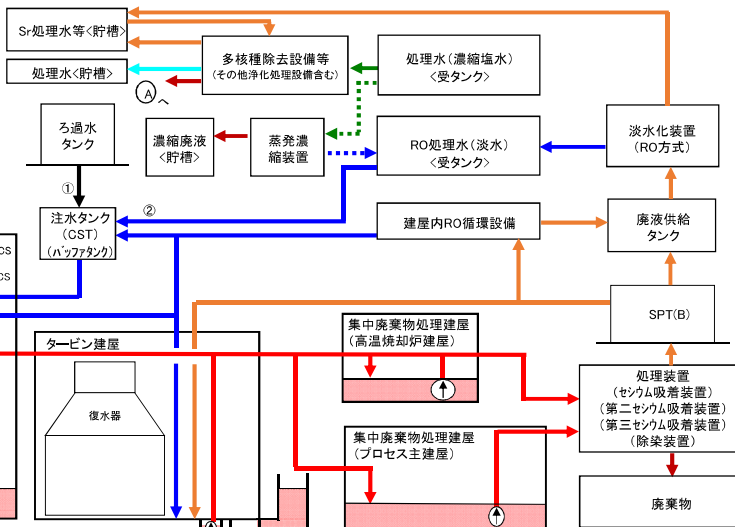 Sr処理水等<貯槽>
多核種除去設備等
(その他浄化処理設備含む)
処理水(濃縮塩水)
<受タンク>
処理水<貯槽>
Aへ
ろ過水
タンク
濃縮廃液
<貯槽>
蒸発濃
縮装置
RO処理水(淡水)
<受タンク>
淡水化装置
(RO方式)
①
②
注水タンク
(CST)
(バッファタンク)
建屋内RO循環設備
廃液供給
タンク
CS
CS
SPT(B)
タービン建屋
復水器
集中廃棄物処理建屋
(高温焼却炉建屋)
処理装置
(セシウム吸着装置)
(第二セシウム吸着装置)
(第三セシウム吸着装置)
(除染装置)
集中廃棄物処理建屋
(プロセス主建屋)
廃棄物